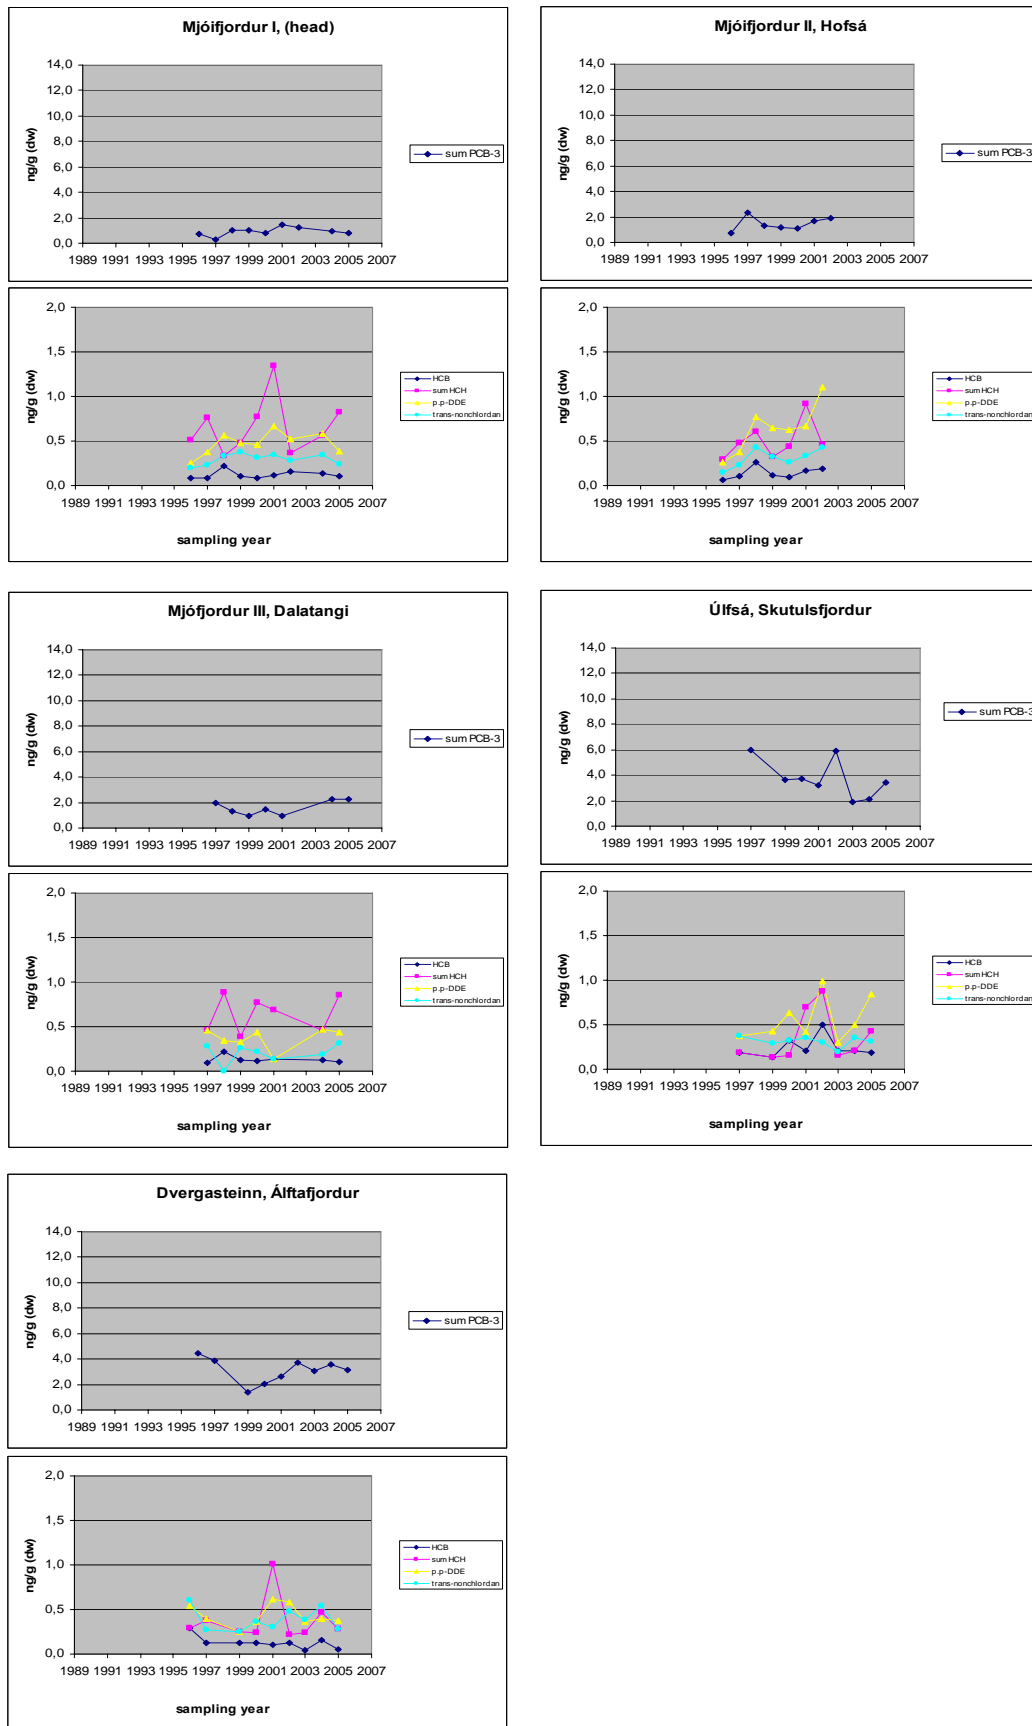 Mjóifjordur I, (head)
ng/g (dw)
14,0
12,0
10,0
8,0
6,0
4,0
2,0
0,0
1989 1991 1993 1995 1997 1999 2001 2003 2005 2007
sum PCB-3
ng/g (dw)
2,0
1,5
1,0
0,5
0,0
1989 1991 1993 1995 1997 1999 2001 2003 2005 2007
sampling year
HCB
sum HCH
p.p-DDE
trans-nonchlordan
Mjóifjordur II, Hofsá
ng/g (dw)
14,0
12,0
10,0
8,0
6,0
4,0
2,0
0,0
1989 1991 1993 1995 1997 1999 2001 2003 2005 2007
sum PCB-3
ng/g (dw)
2,0
1,5
1,0
0,5
0,0
1989 1991 1993 1995 1997 1999 2001 2003 2005 2007
sampling year
HCB
sum HCH
p.p-DDE
trans-nonchlordan
Mjófjordur III, Dalatangi
ng/g (dw)
14,0
12,0
10,0
8,0
6,0
4,0
2,0
0,0
1989 1991 1993 1995 1997 1999 2001 2003 2005 2007
sum PCB-3
ng/g (dw)
2,0
1,5
1,0
0,5
0,0
1989 1991 1993 1995 1997 1999 2001 2003 2005 2007
sampling year
HCB
sum HCH
p.p-DDE
trans-nonchlordan
Úlfsá, Skutulsfjordur
ng/g (dw)
14,0
12,0
10,0
8,0
6,0
4,0
2,0
0,0
1989 1991 1993 1995 1997 1999 2001 2003 2005 2007
sum PCB-3
ng/g (dw)
2,0
1,5
1,0
0,5
0,0
1989 1991 1993 1995 1997 1999 2001 2003 2005 2007
sampling year
HCB
sum HCH
p.p-DDE
trans-nonchlordan
Dvergasteinn, Álftafjordur
ng/g (dw)
14,0
12,0
10,0
8,0
6,0
4,0
2,0
0,0
1989 1991 1993 1995 1997 1999 2001 2003 2005 2007
sum PCB-3
ng/g (dw)
2,0
1,5
1,0
0,5
0,0
1989 1991 1993 1995 1997 1999 2001 2003 2005 2007
sampling year
HCB
sum HCH
p.p-DDE
trans-nonchlordan